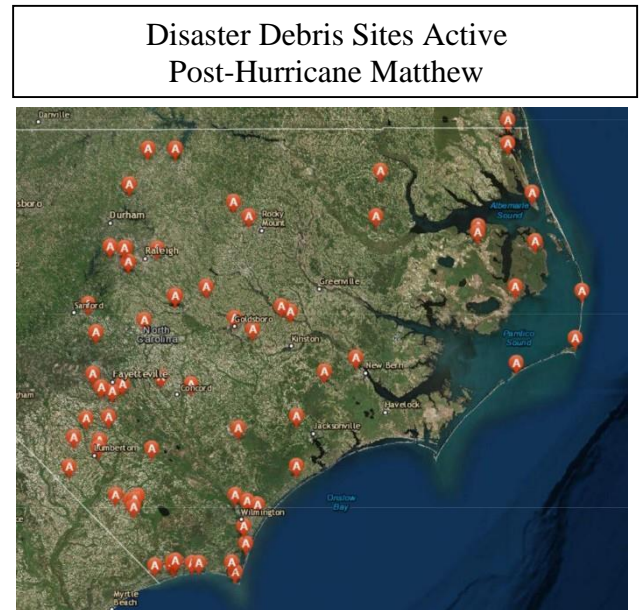 Disaster Debris Sites Active
Post-Hurricane Matthew
Danville
Durham
Rocky
Mount
Albemarle
Sound
Raleigh
Greenville
Sanford
Goldsboro
North
Carolina
Kinston
Pamlico
Sound
New Bern
Fayetteville
Concord
Havelock
Jacksonville
Lumberton
Onslow
Bay
Wilmington
Myrtle
Beach
A